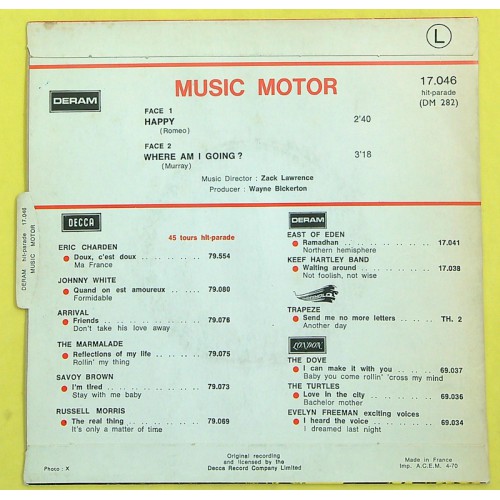 L
MUSIC MOTOR
17.046
hit-parade
(DM 282)
DERAM
FACE 1
HAPPY 2'40
(Romeo)
FACE 2
WHERE AM I GOING ? 3'18
(Murray)
Music Director : Zack Lawrence
Producer : Wayne Bickerton
DERAM hit-parade 17.046
MUSIC MOTOR
DECCA
45 tours hit-parade
ERIC CHARDEN
Doux, c'est doux . . . . . . . . . . . 79.554
Ma France
JOHNNY WHITE
Quand on est amoureux . . . . . . 79.080
Formidable
ARRIVAL
Friends . . . . . . . . . . . . . . . 79.076
Don't take his love away
THE MARMALADE
Reflections of my life . . . . . . . 79.075
Rollin' my thing
SAVOY BROWN
I'm tired . . . . . . . . . . . . . . 79.073
Stay with me baby
RUSSELL MORRIS
The real thing . . . . . . . . . . . 79.069
It's only a matter of time
DERAM
EAST OF EDEN
Ramadhan . . . . . . . . . . . . . 17.041
Northern hemisphere
KEEF HARTLEY BAND
Waiting around . . . . . . . . . . 17.038
Not foolish, not wise
TRAPEZE
Send me no more letters . . . . TH. 2
Another day
LONDON
THE DOVE
I can make it with you . . . . . . 69.037
Baby you come rollin' 'cross my mind
THE TURTLES
Love in the city . . . . . . . . . 69.036
Bachelor mother
EVELYN FREEMAN exciting voices
I heard the voice . . . . . . . . . 69.034
I dreamed last night
Photo : X
Original recording
and licensed by the
Decca Record Company Limited
Made in France
Imp. A.C.E.M. 4-70